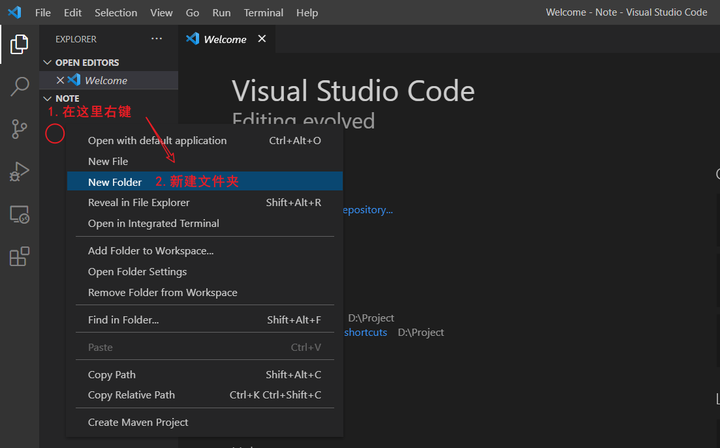 File Edit Selection View Go Run Terminal Help Welcome - Note - Visual Studio Code
EXPLORER ··· Welcome
OPEN EDITORS
Welcome
NOTE
1. 在这里右键
Visual Studio Code
Editing evolved
Open with default application Ctrl+Alt+O
New File
New Folder 2. 新建文件夹
Reveal in File Explorer Shift+Alt+R
Open in Integrated Terminal
epository...
Add Folder to Workspace...
Open Folder Settings
Remove Folder from Workspace
Find in Folder... Shift+Alt+F
D:\Project
shortcuts D:\Project
Paste Ctrl+V
Copy Path Shift+Alt+C
Copy Relative Path Ctrl+K Ctrl+Shift+C
Create Maven Project